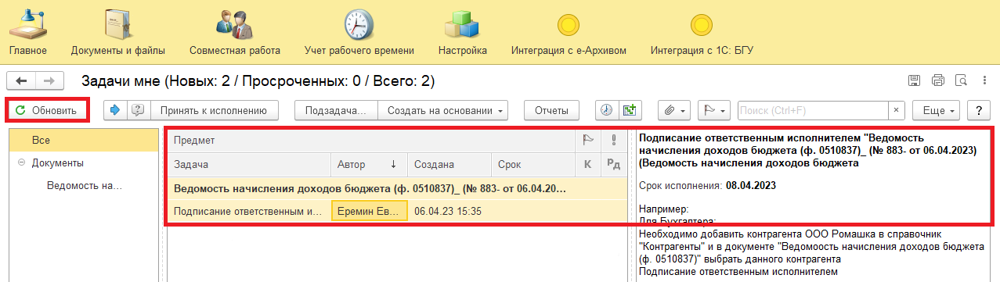 Главное Документы и файлы Совместная работа Учет рабочего времени Настройка Интеграция с е-Архивом Интеграция с 1С: БГУ
Задачи мне (Новых: 2 / Просроченных: 0 / Всего: 2)
Обновить Принять к исполнению Подзадача... Создать на основании Отчеты Поиск (Ctrl+F) × Еще ?
Все
Документы
Ведомость на...
Предмет
Задача Автор ↓ Создана Срок К Рд
Ведомость начисления доходов бюджета (ф. 0510837)_ (№ 883- от 06.04.20...
Подписание ответственным и... Еремин Ев... 06.04.23 15:35
Подписание ответственным исполнителем "Ведомость
начисления доходов бюджета (ф. 0510837)_ (№ 883- от 06.04.2023)
(Ведомость начисления доходов бюджета
Срок исполнения: 08.04.2023
Например:
Для Бухгалтера:
Необходимо добавить контрагента ООО Ромашка в справочник
"Контрагенты" и в документе "Ведомоость начисления доходов бюджета
(ф. 0510837)" выбрать данного контрагента
Подписание ответственным исполнителем